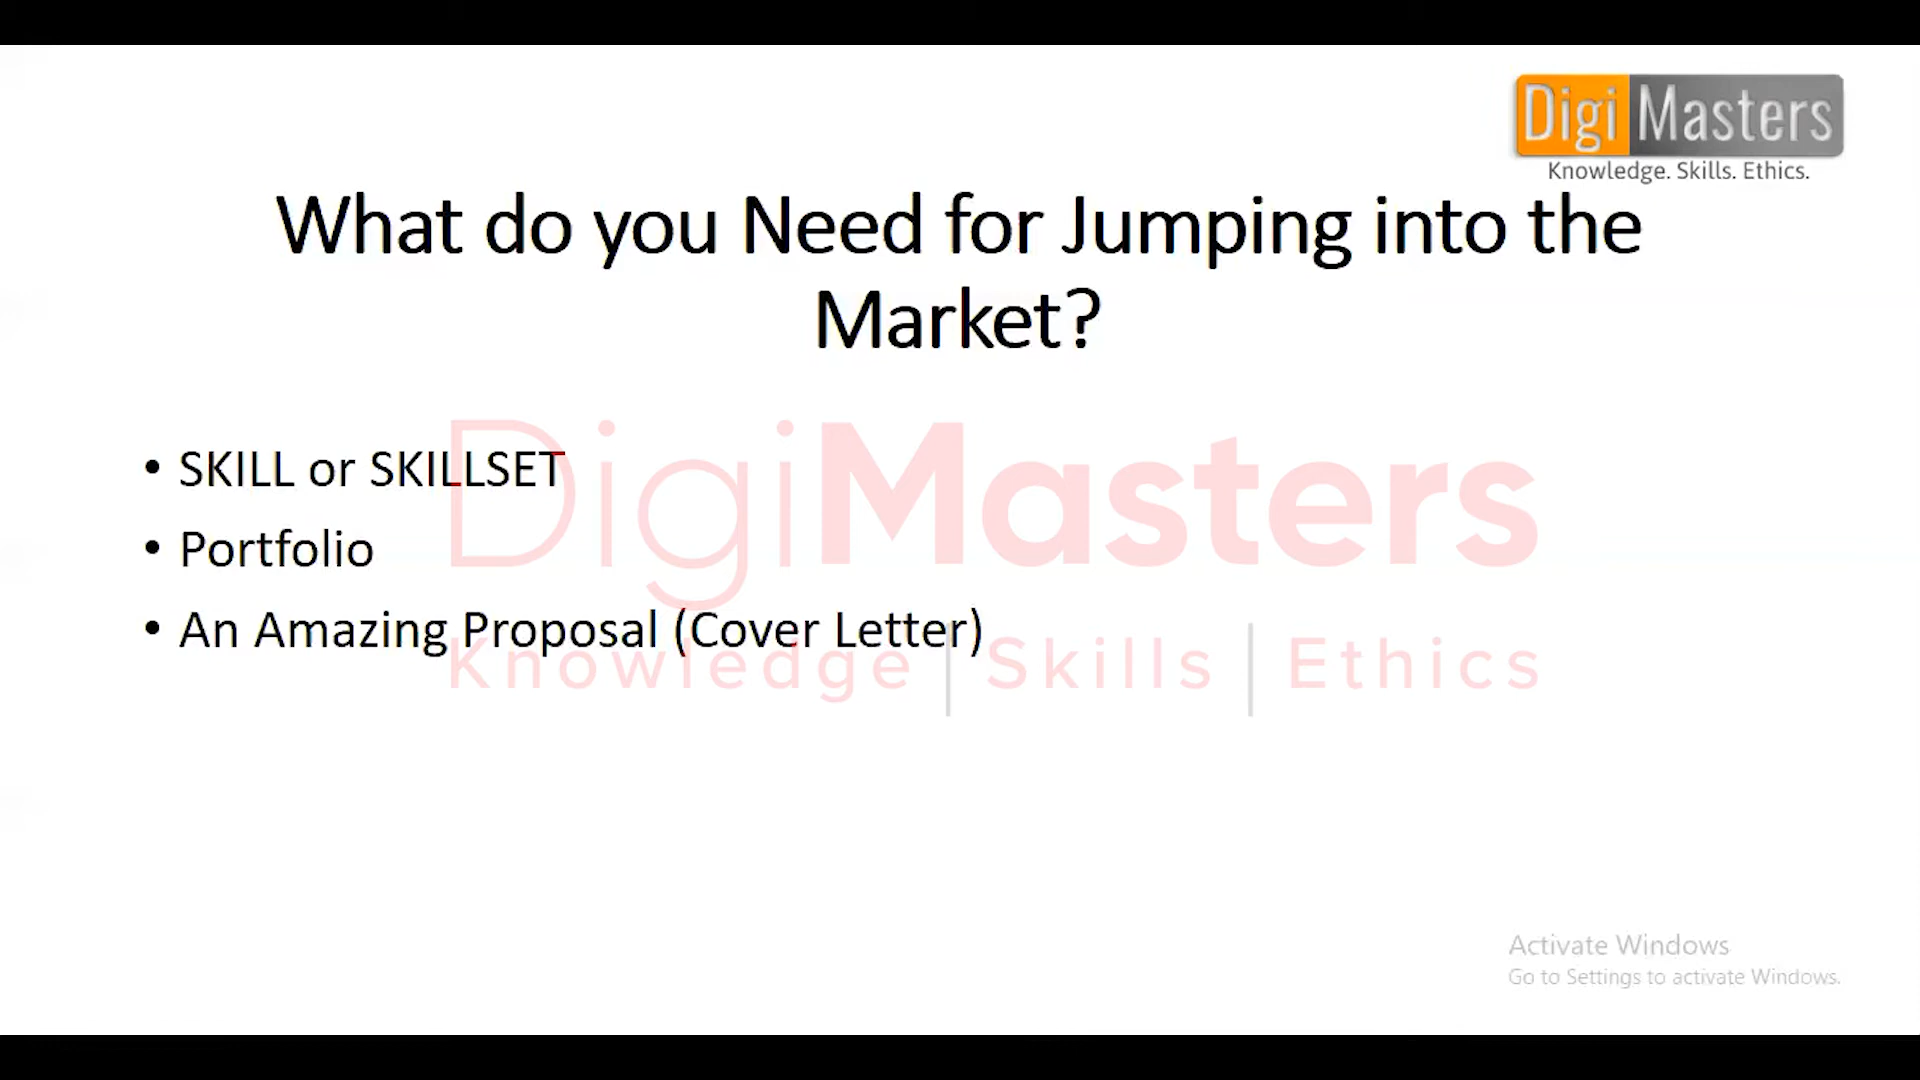 Digi Masters
Knowledge. Skills. Ethics.
What do you Need for Jumping into the
Market?
• SKILL or SKILLSET
• Portfolio
• An Amazing Proposal (Cover Letter)
DigiMasters
Knowledge | Skills | Ethics
Activate Windows
Go to Settings to activate Windows.